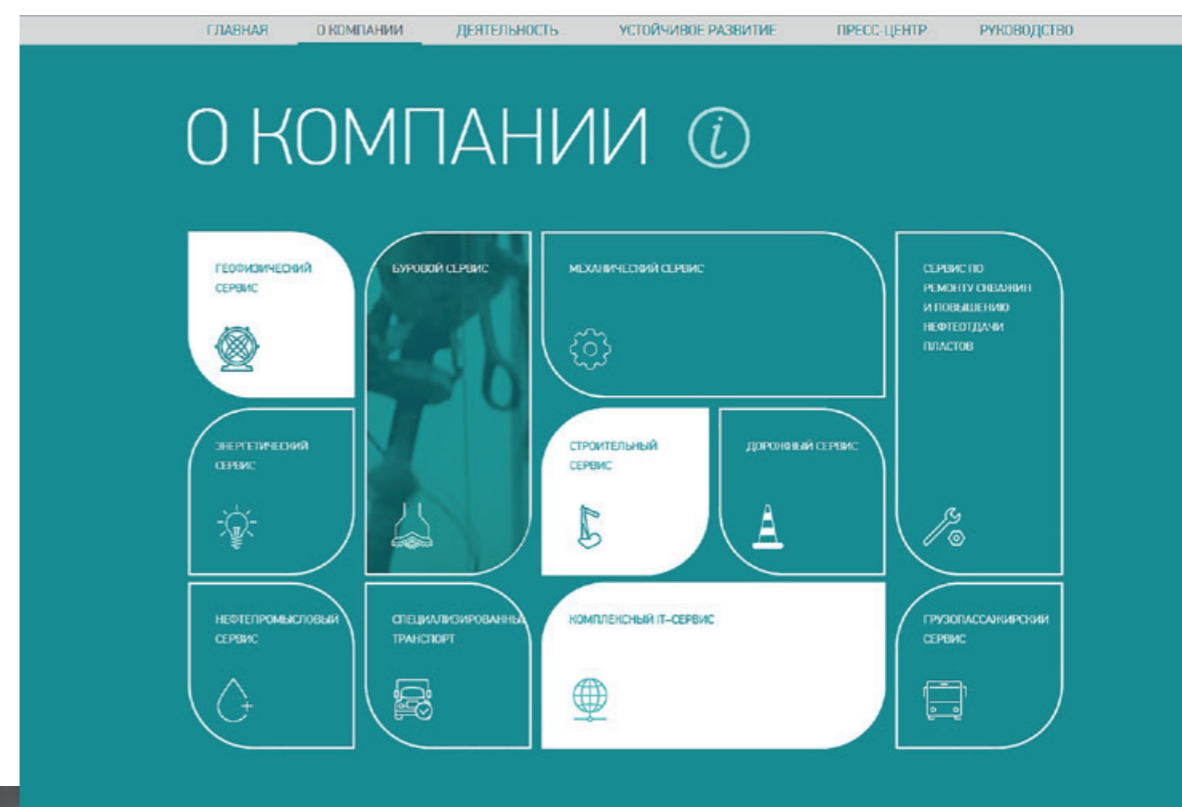 ГЛАВНАЯ О КОМПАНИИ ДЕЯТЕЛЬНОСТЬ УСТОЙЧИВОЕ РАЗВИТИЕ ПРЕСС-ЦЕНТР РУКОВОДСТВО
О КОМПАНИИ i
ГЕОФИЗИЧЕСКИЙ
СЕРВИС
БУРОВОЙ СЕРВИС
МЕХАНИЧЕСКИЙ СЕРВИС
СЕРВИС ПО
РЕМОНТУ СКВАЖИН
И ПОВЫШЕНИЮ
НЕФТЕОТДАЧИ
ПЛАСТОВ
ЭНЕРГЕТИЧЕСКИЙ
СЕРВИС
СТРОИТЕЛЬНЫЙ
СЕРВИС
ДОРОЖНЫЙ СЕРВИС
НЕФТЕПРОМЫСЛОВЫЙ
СЕРВИС
СПЕЦИАЛИЗИРОВАННЫ
ТРАНСПОРТ
КОМПЛЕКСНЫЙ IT-СЕРВИС
ГРУЗОПАССАЖИРСКИЙ
СЕРВИС